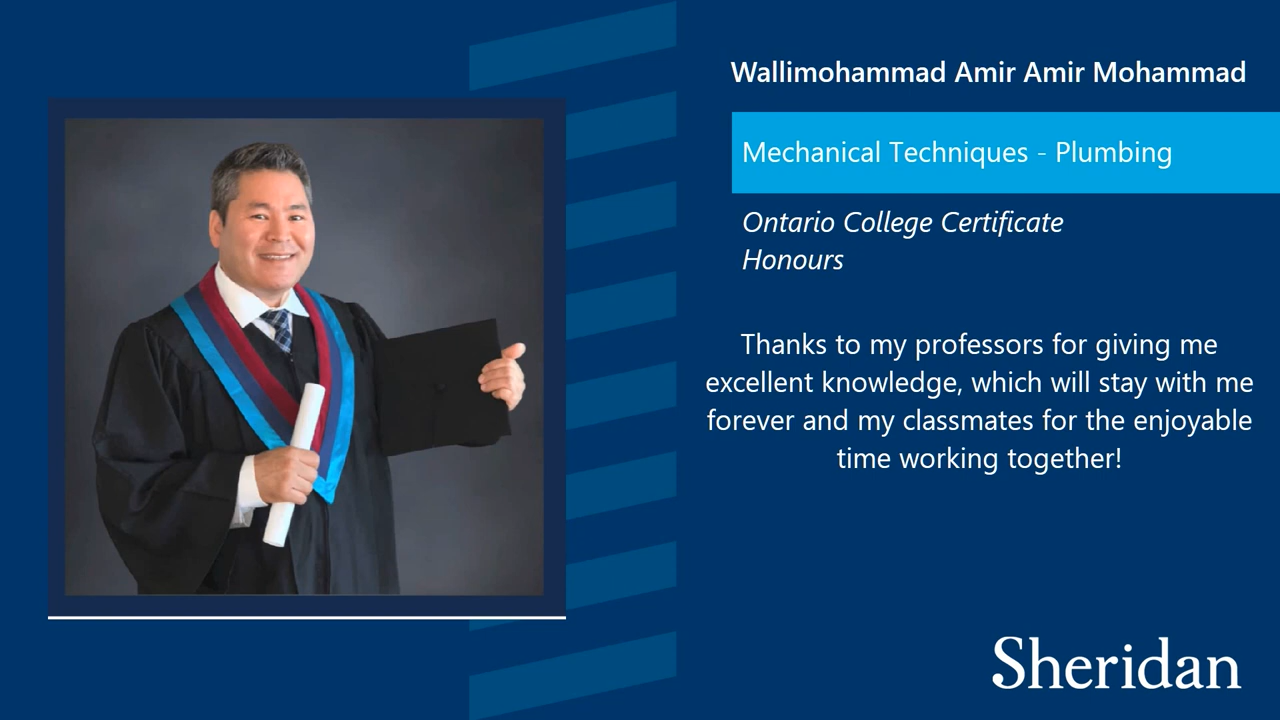 Wallimohammad Amir Amir Mohammad
Mechanical Techniques - Plumbing
Ontario College Certificate
Honours
Thanks to my professors for giving me
excellent knowledge, which will stay with me
forever and my classmates for the enjoyable
time working together!
Sheridan